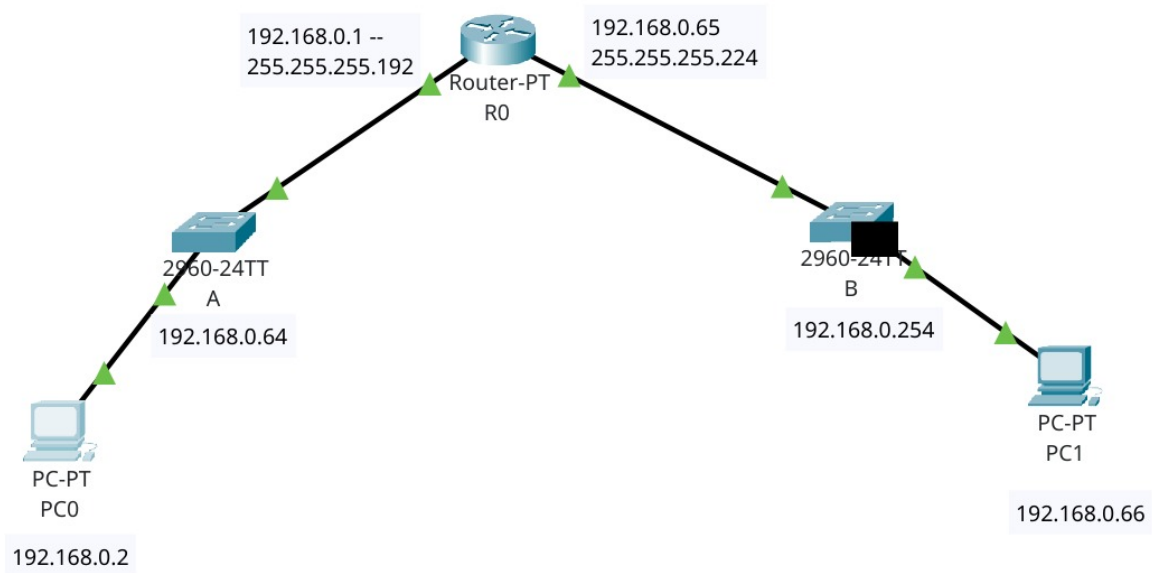 192.168.0.1 --
255.255.255.192
192.168.0.65
255.255.255.224
Router-PT
R0
2960-24TT
A
192.168.0.64
2960-24TT
B
192.168.0.254
PC-PT
PC0
192.168.0.2
PC-PT
PC1
192.168.0.66